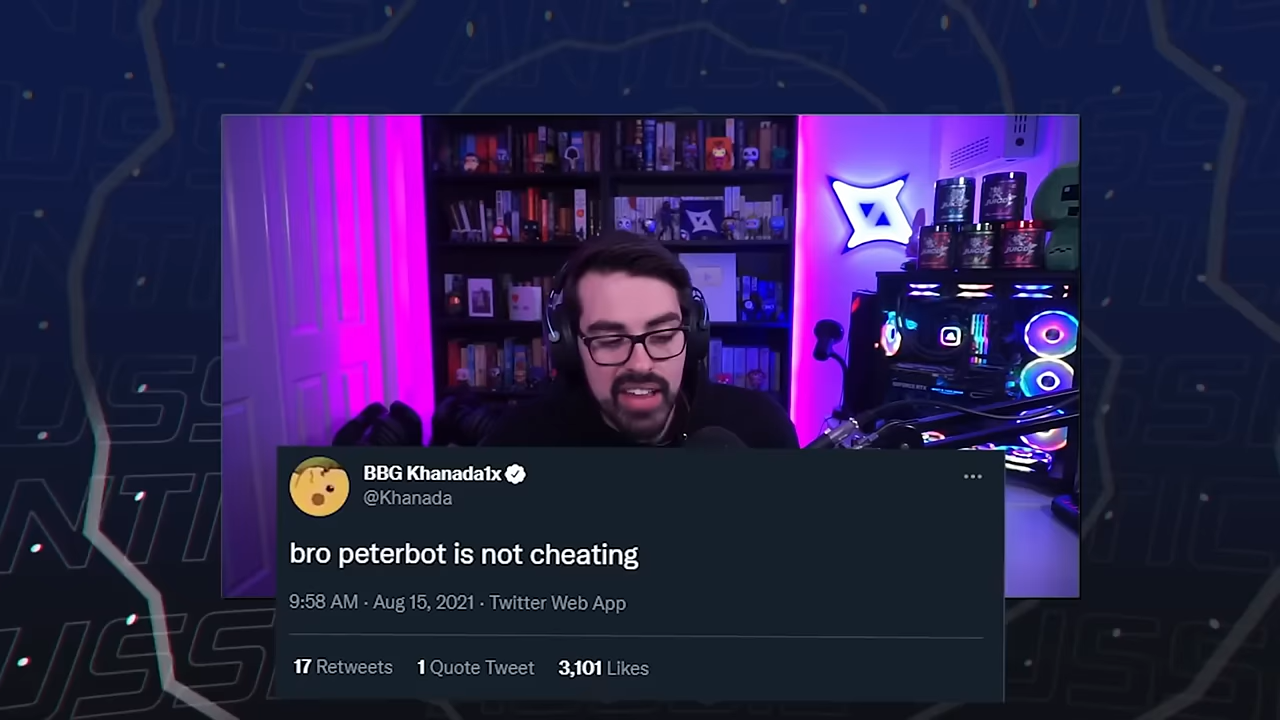 BBG Khanada1x
@Khanada
bro peterbot is not cheating
9:58 AM · Aug 15, 2021 · Twitter Web App
17 Retweets 1 Quote Tweet 3,101 Likes